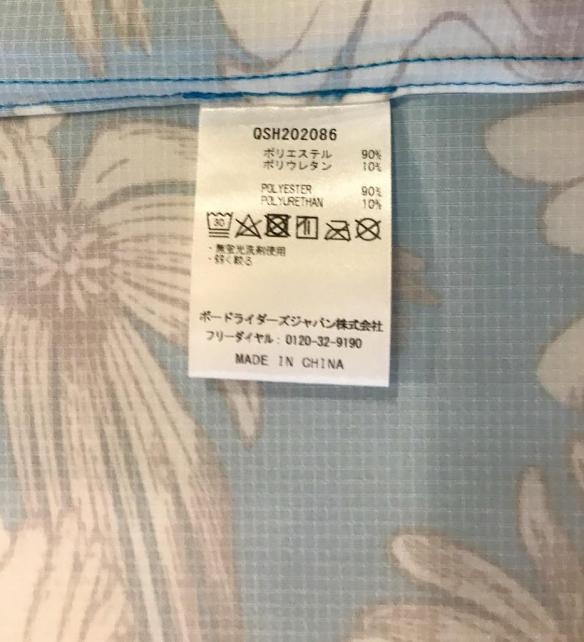 QSH202086
ポリエステル 90%
ポリウレタン 10%
POLYESTER 90%
POLYURETHAN 10%
30
・無蛍光洗剤使用
・弱く絞る
ボードライダーズジャパン株式会社
フリーダイヤル: 0120-32-9190
MADE IN CHINA